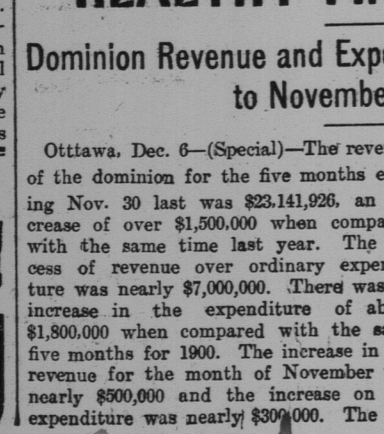 Dominion Revenue and Exp
to Novembe
Otttawa, Dec. 6—(Special)—The reve
of the dominion for the five months e
ing Nov. 30 last was $23,141,926, an
crease of over $1,500,000 when compa
with the same time last year. The
cess of revenue over ordinary expe
ture was nearly $7,000,000. There was
increase in the expenditure of ab
$1,800,000 when compared with the sa
five months for 1900. The increase in
revenue for the month of November
nearly $500,000 and the increase on
expenditure was nearly $300,000. The